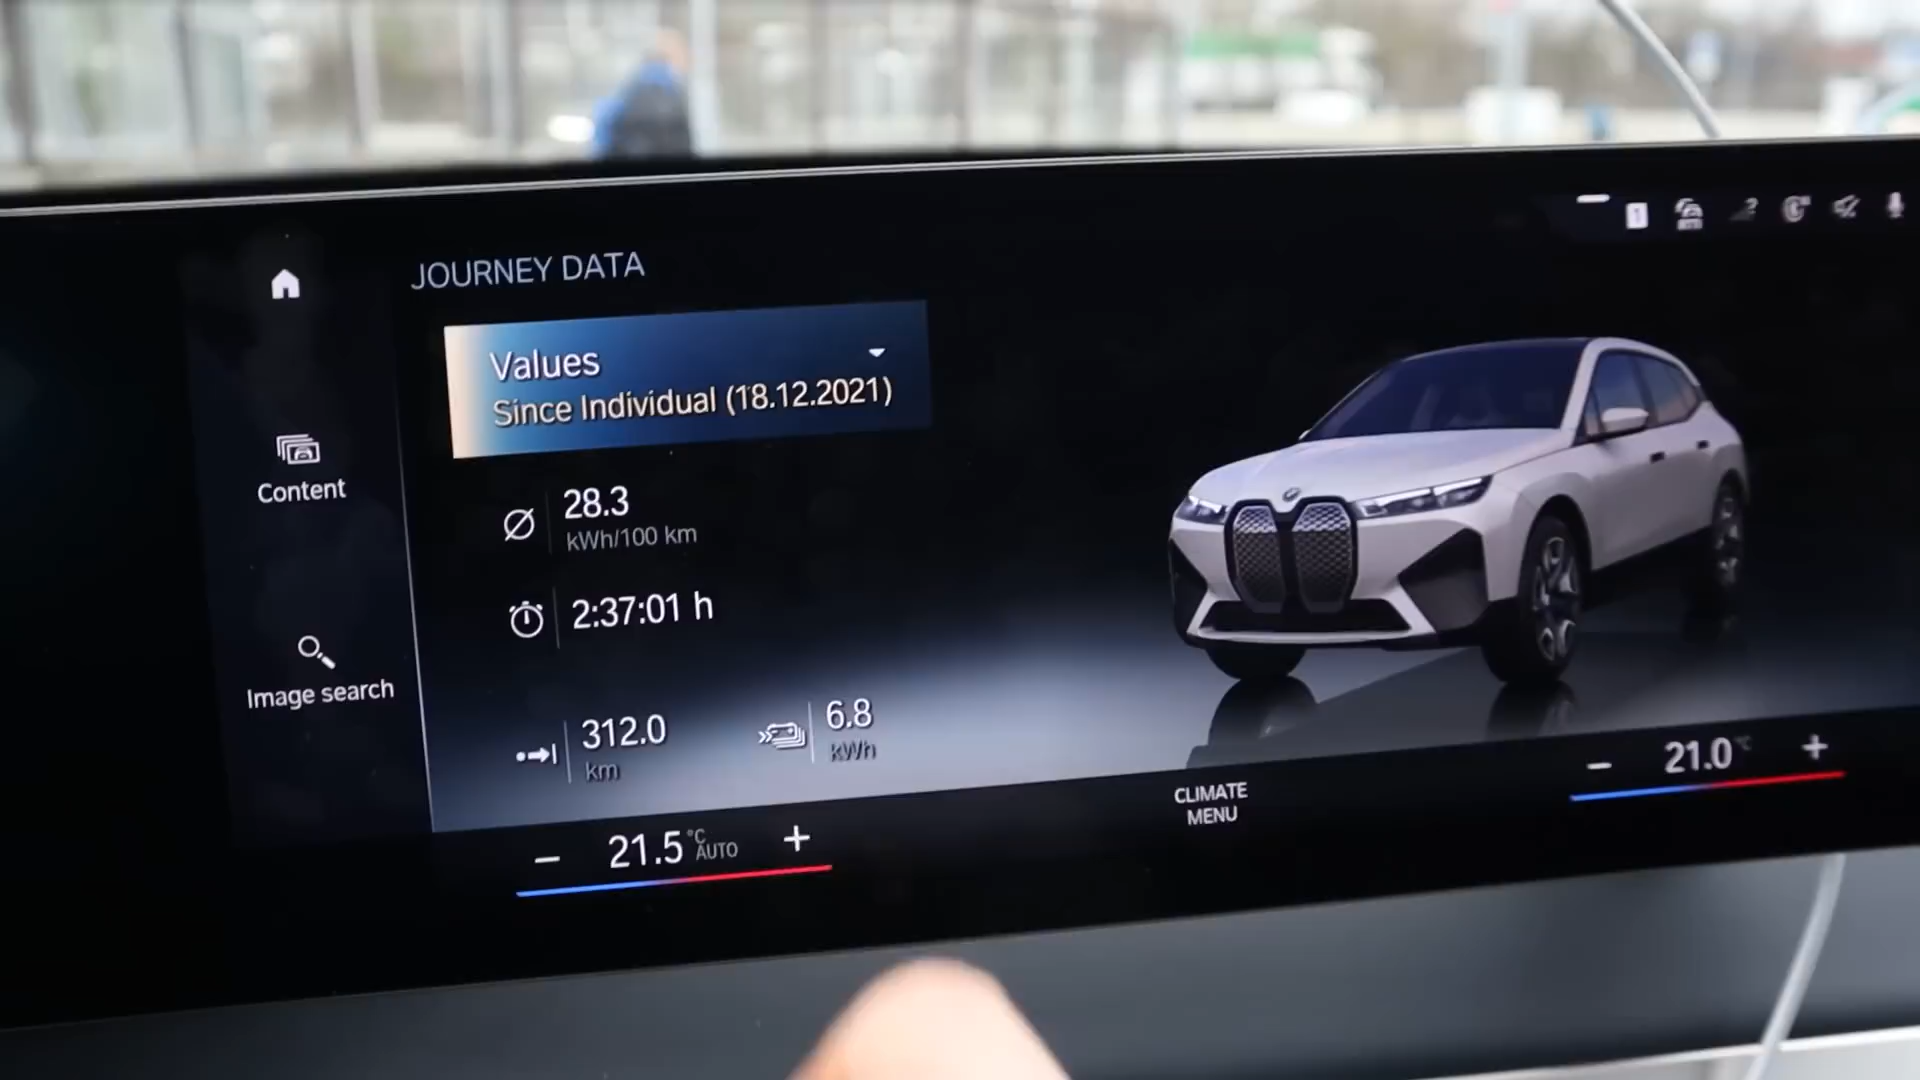 1
JOURNEY DATA
Values
Since Individual (18.12.2021)
Content
28.3
kWh/100 km
2:37:01 h
Image search
312.0
km
6.8
kWh
21.5 °C
AUTO
CLIMATE
MENU
21.0 °C